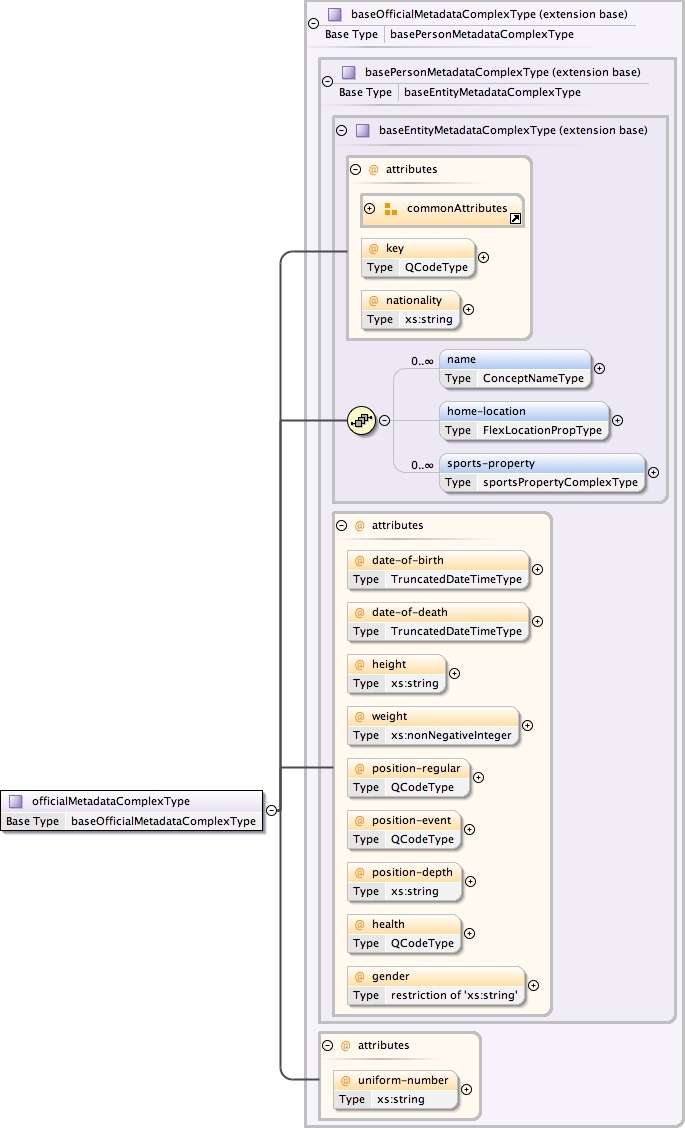 baseOfficialMetadataComplexType (extension base)
Base Type basePersonMetadataComplexType
basePersonMetadataComplexType (extension base)
Base Type baseEntityMetadataComplexType
baseEntityMetadataComplexType (extension base)
@ attributes
commonAttributes
@ key
Type QCodeType
@ nationality
Type xs:string
0..∞
name
Type ConceptNameType
home-location
Type FlexLocationPropType
0..∞
sports-property
Type sportsPropertyComplexType
@ attributes
@ date-of-birth
Type TruncatedDateTimeType
@ date-of-death
Type TruncatedDateTimeType
@ height
Type xs:string
@ weight
Type xs:nonNegativeInteger
@ position-regular
Type QCodeType
@ position-event
Type QCodeType
@ position-depth
Type xs:string
@ health
Type QCodeType
@ gender
Type restriction of 'xs:string'
officialMetadataComplexType
Base Type baseOfficialMetadataComplexType
@ attributes
@ uniform-number
Type xs:string